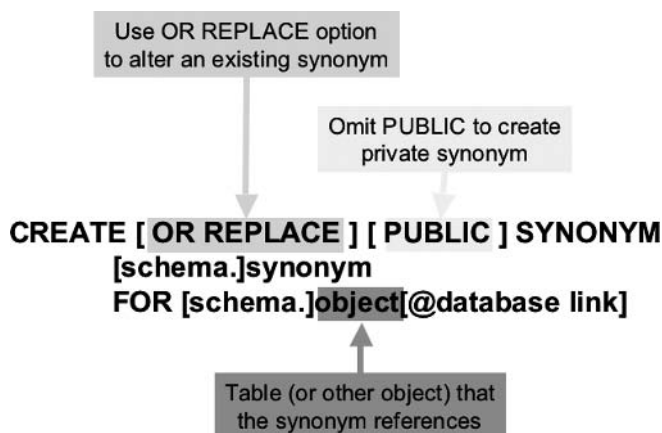 Use OR REPLACE option
to alter an existing synonym
Omit PUBLIC to create
private synonym
CREATE [ OR REPLACE ] [ PUBLIC ] SYNONYM
[schema.]synonym
FOR [schema.]object[@database link]
Table (or other object) that
the synonym references